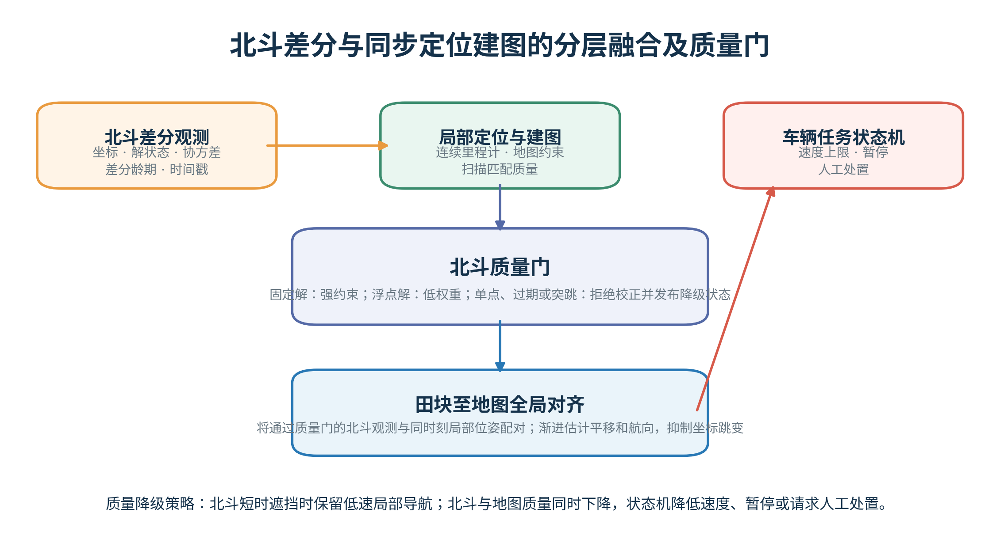 北斗差分与同步定位建图的分层融合及质量门
北斗差分观测
坐标 · 解状态 · 协方差
差分龄期 · 时间戳
局部定位与建图
连续里程计 · 地图约束
扫描匹配质量
车辆任务状态机
速度上限 · 暂停
人工处置
北斗质量门
固定解：强约束；浮点解：低权重；单点、过期或突跳：拒绝校正并发布降级状态
田块至地图全局对齐
将通过质量门的北斗观测与同时刻局部位姿配对；渐进估计平移和航向，抑制坐标跳变
质量降级策略：北斗短时遮挡时保留低速局部导航；北斗与地图质量同时下降，状态机降低速度、暂停或请求人工处置。